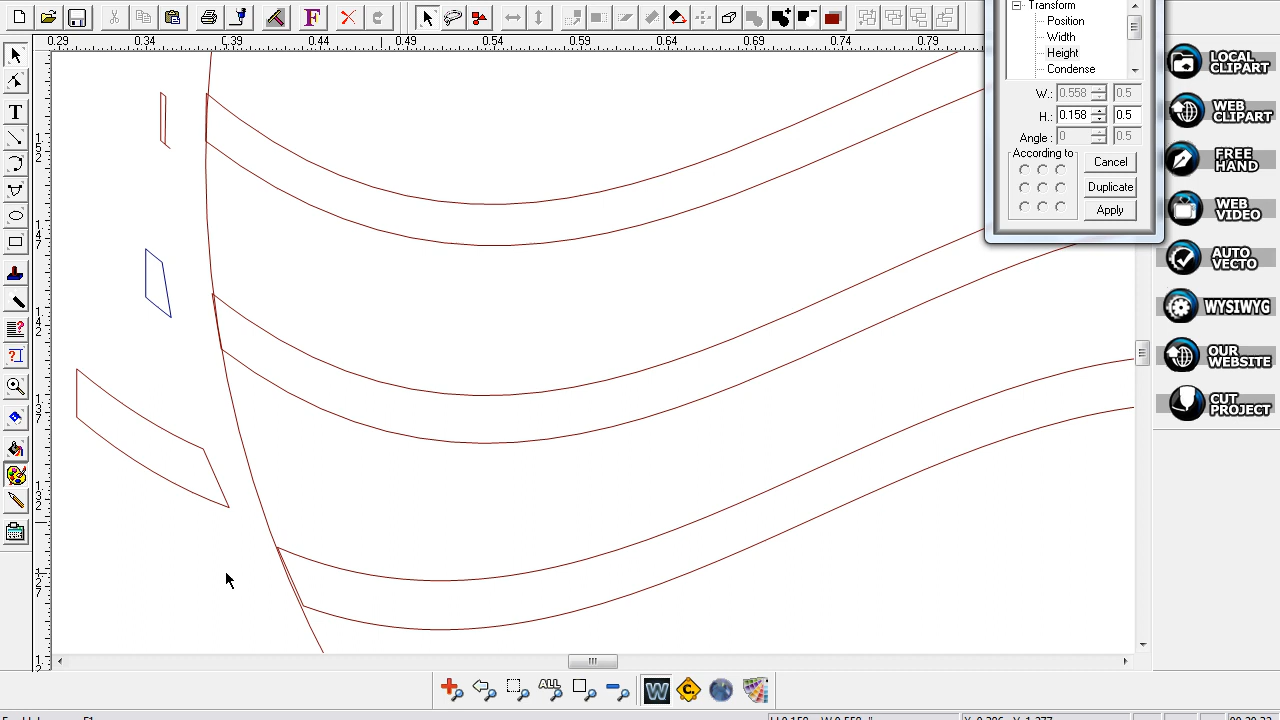 F
0.29
0.34
0.39
0.44
0.49
0.54
0.59
0.64
0.69
0.74
0.79
Transform
Position
Width
Height
Condense
W.: 0.558 0.5
H.: 0.158 0.5
Angle : 0 0.5
According to
Cancel
Duplicate
Apply
LOCAL
CLIPART
WEB
CLIPART
FREE
HAND
WEB
VIDEO
AUTO
VECTO
WYSIWYG
OUR
WEBSITE
CUT
PROJECT
T
ALL
W
C